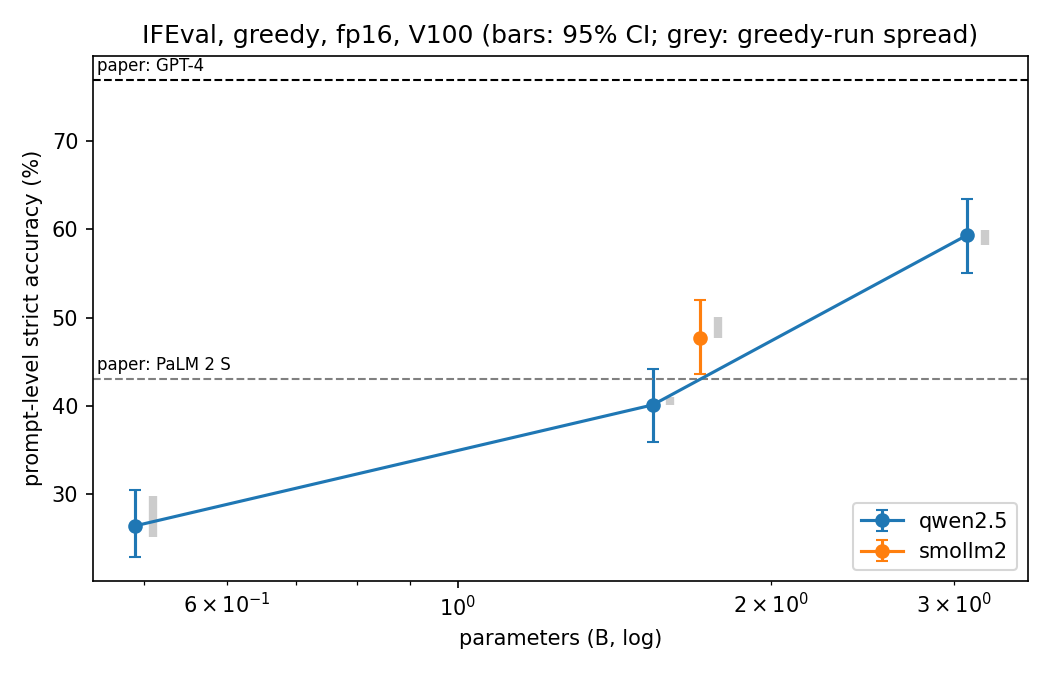 IFEval, greedy, fp16, V100 (bars: 95% CI; grey: greedy-run spread)
paper: GPT-4
70
60
50
paper: PaLM 2 S
40
30
prompt-level strict accuracy (%)
qwen2.5
smollm2
6 × 10⁻¹
10⁰
2 × 10⁰
3 × 10⁰
parameters (B, log)